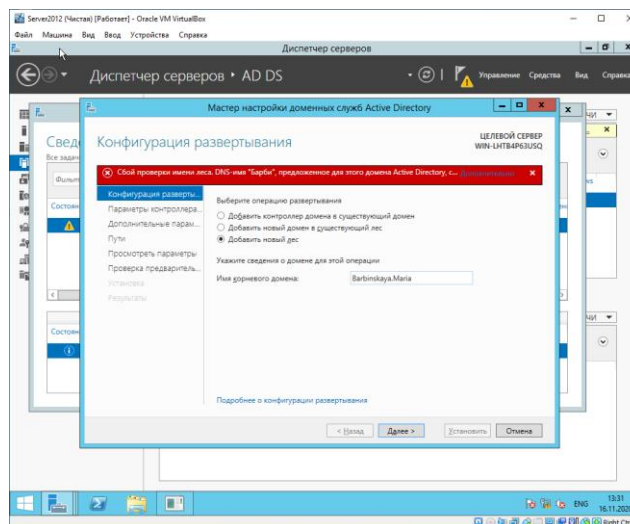 Server2012 (Чистая) [Работает] - Oracle VM VirtualBox
Файл Машина Вид Ввод Устройства Справка
Диспетчер серверов
Диспетчер серверов • AD DS
Управление Средства Вид Справка
Мастер настройки доменных служб Active Directory
Конфигурация развертывания
ЦЕЛЕВОЙ СЕРВЕР
WIN-LHTB4P63USQ
Все
Сбой проверки имени леса. DNS-имя "Барби", предложенное для этого домена Active Directory, с... Дополнительно
Конфигурация разверты...
Параметры контроллера...
Дополнительные парам...
Пути
Просмотреть параметры
Проверка предваритель...
Установка
Результаты
Выберите операцию развертывания
Добавить контроллер домена в существующий домен
Добавить новый домен в существующий лес
Добавить новый лес
Укажите сведения о домене для этой операции
Имя корневого домена: Barbinskaya.Maria
Подробнее о конфигурации развертывания
< Назад Далее > Установить Отмена
ENG 13:31
Right Ctrl